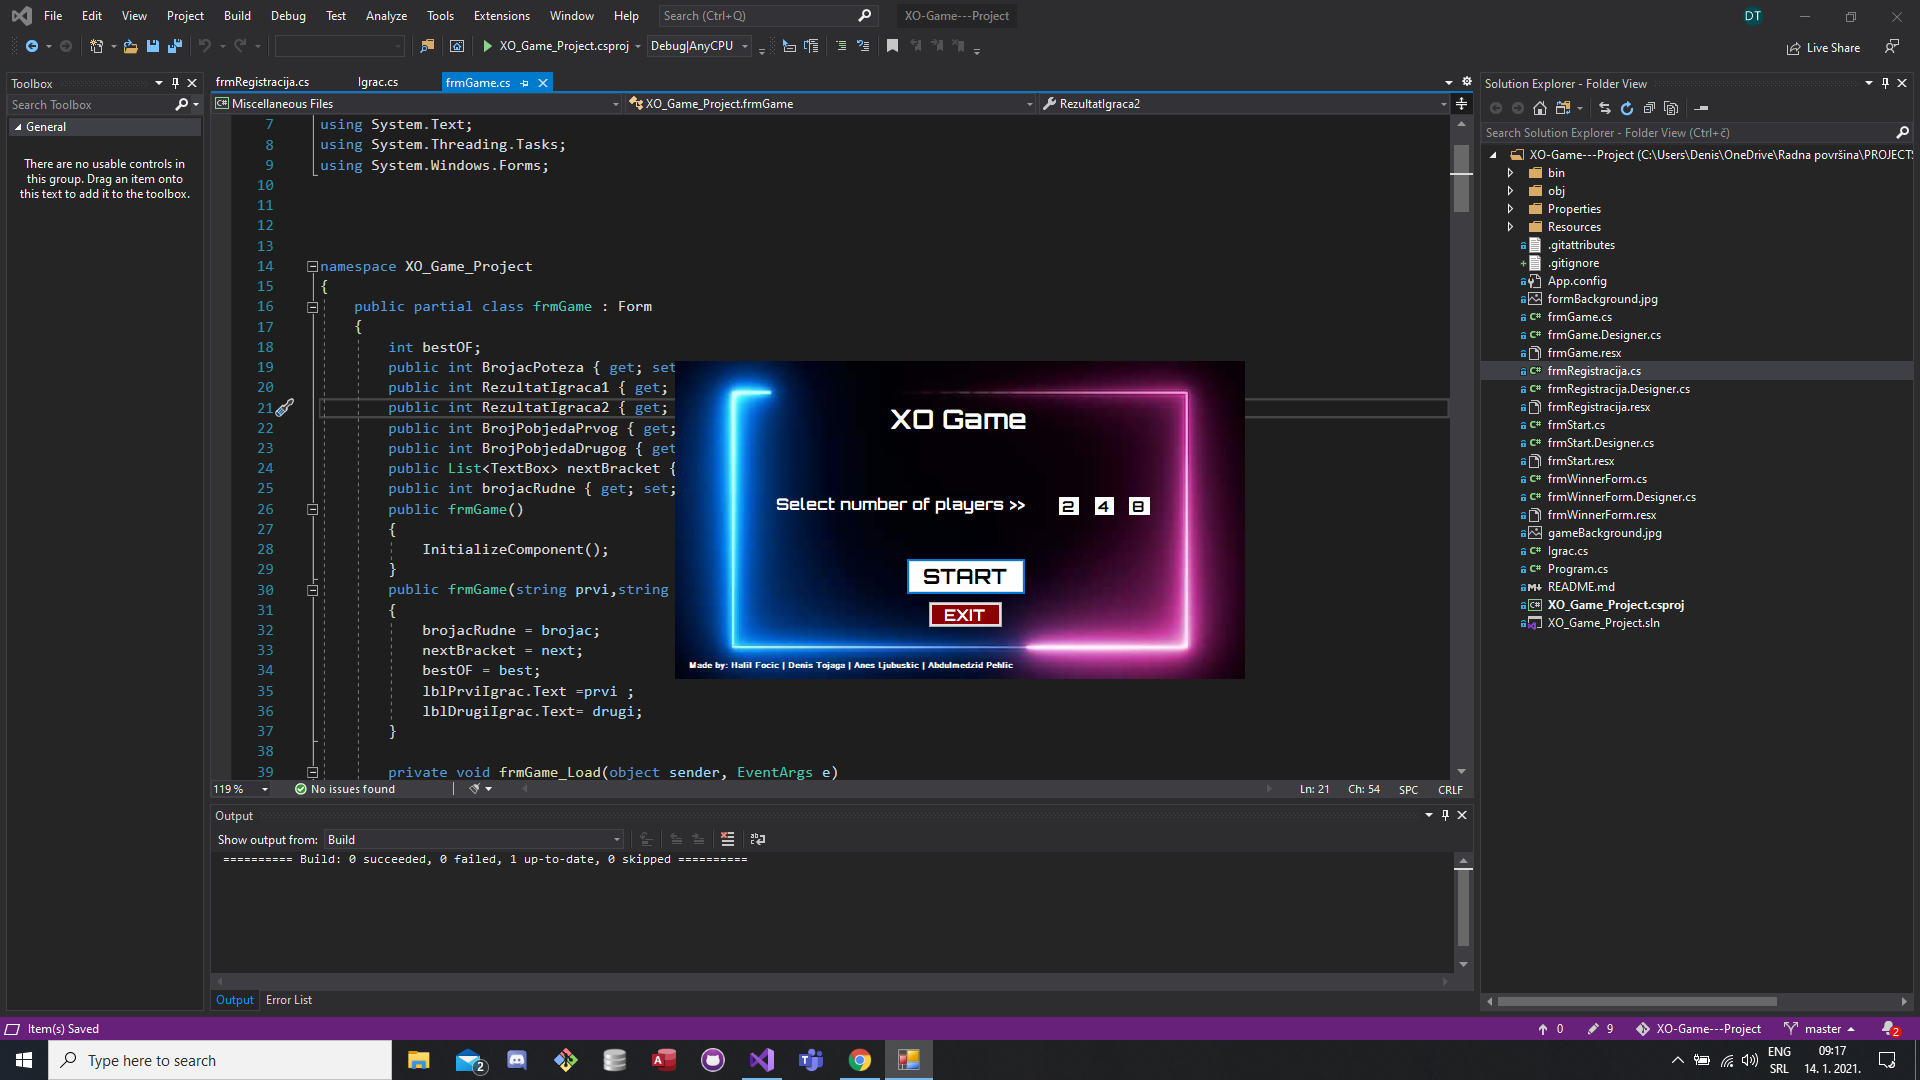 File Edit View Project Build Debug Test Analyze Tools Extensions Window Help Search (Ctrl+Q) XO-Game---Project DT
XO_Game_Project.csproj Debug|AnyCPU Live Share
Toolbox
Search Toolbox
General
There are no usable controls in
this group. Drag an item onto
this text to add it to the toolbox.
frmRegistracija.cs Igrac.cs frmGame.cs
Miscellaneous Files XO_Game_Project.frmGame RezultatIgraca2
7 using System.Text;
8 using System.Threading.Tasks;
9 using System.Windows.Forms;
10
11
12
13
14 namespace XO_Game_Project
15 {
16 public partial class frmGame : Form
17 {
18 int bestOF;
19 public int BrojacPoteza { get; set
20 public int RezultatIgraca1 { get;
21 public int RezultatIgraca2 { get;
22 public int BrojPobjedaPrvog { get;
23 public int BrojPobjedaDrugog { get
24 public List<TextBox> nextBracket {
25 public int brojacRudne { get; set;
26 public frmGame()
27 {
28 InitializeComponent();
29 }
30 public frmGame(string prvi,string
31 {
32 brojacRudne = brojac;
33 nextBracket = next;
34 bestOF = best;
35 lblPrviIgrac.Text =prvi ;
36 lblDrugiIgrac.Text= drugi;
37 }
38
39 private void frmGame_Load(object sender, EventArgs e)
XO Game
Select number of players >> 2 4 8
START
EXIT
Made by: Halil Focic | Denis Tojaga | Anes Ljubuskic | Abdulmedzid Pehlic
119 % No issues found Ln: 21 Ch: 54 SPC CRLF
Output
Show output from: Build
========== Build: 0 succeeded, 0 failed, 1 up-to-date, 0 skipped ==========
Output Error List
Solution Explorer - Folder View
Search Solution Explorer - Folder View (Ctrl+č)
XO-Game---Project (C:\Users\Denis\OneDrive\Radna površina\PROJECTS
bin
obj
Properties
Resources
.gitattributes
.gitignore
App.config
formBackground.jpg
frmGame.cs
frmGame.Designer.cs
frmGame.resx
frmRegistracija.cs
frmRegistracija.Designer.cs
frmRegistracija.resx
frmStart.cs
frmStart.Designer.cs
frmStart.resx
frmWinnerForm.cs
frmWinnerForm.Designer.cs
frmWinnerForm.resx
gameBackground.jpg
Igrac.cs
Program.cs
README.md
XO_Game_Project.csproj
XO_Game_Project.sln
Item(s) Saved 0 9 XO-Game---Project master 2
Type here to search 2 ENG 09:17
SRL 14. 1. 2021.